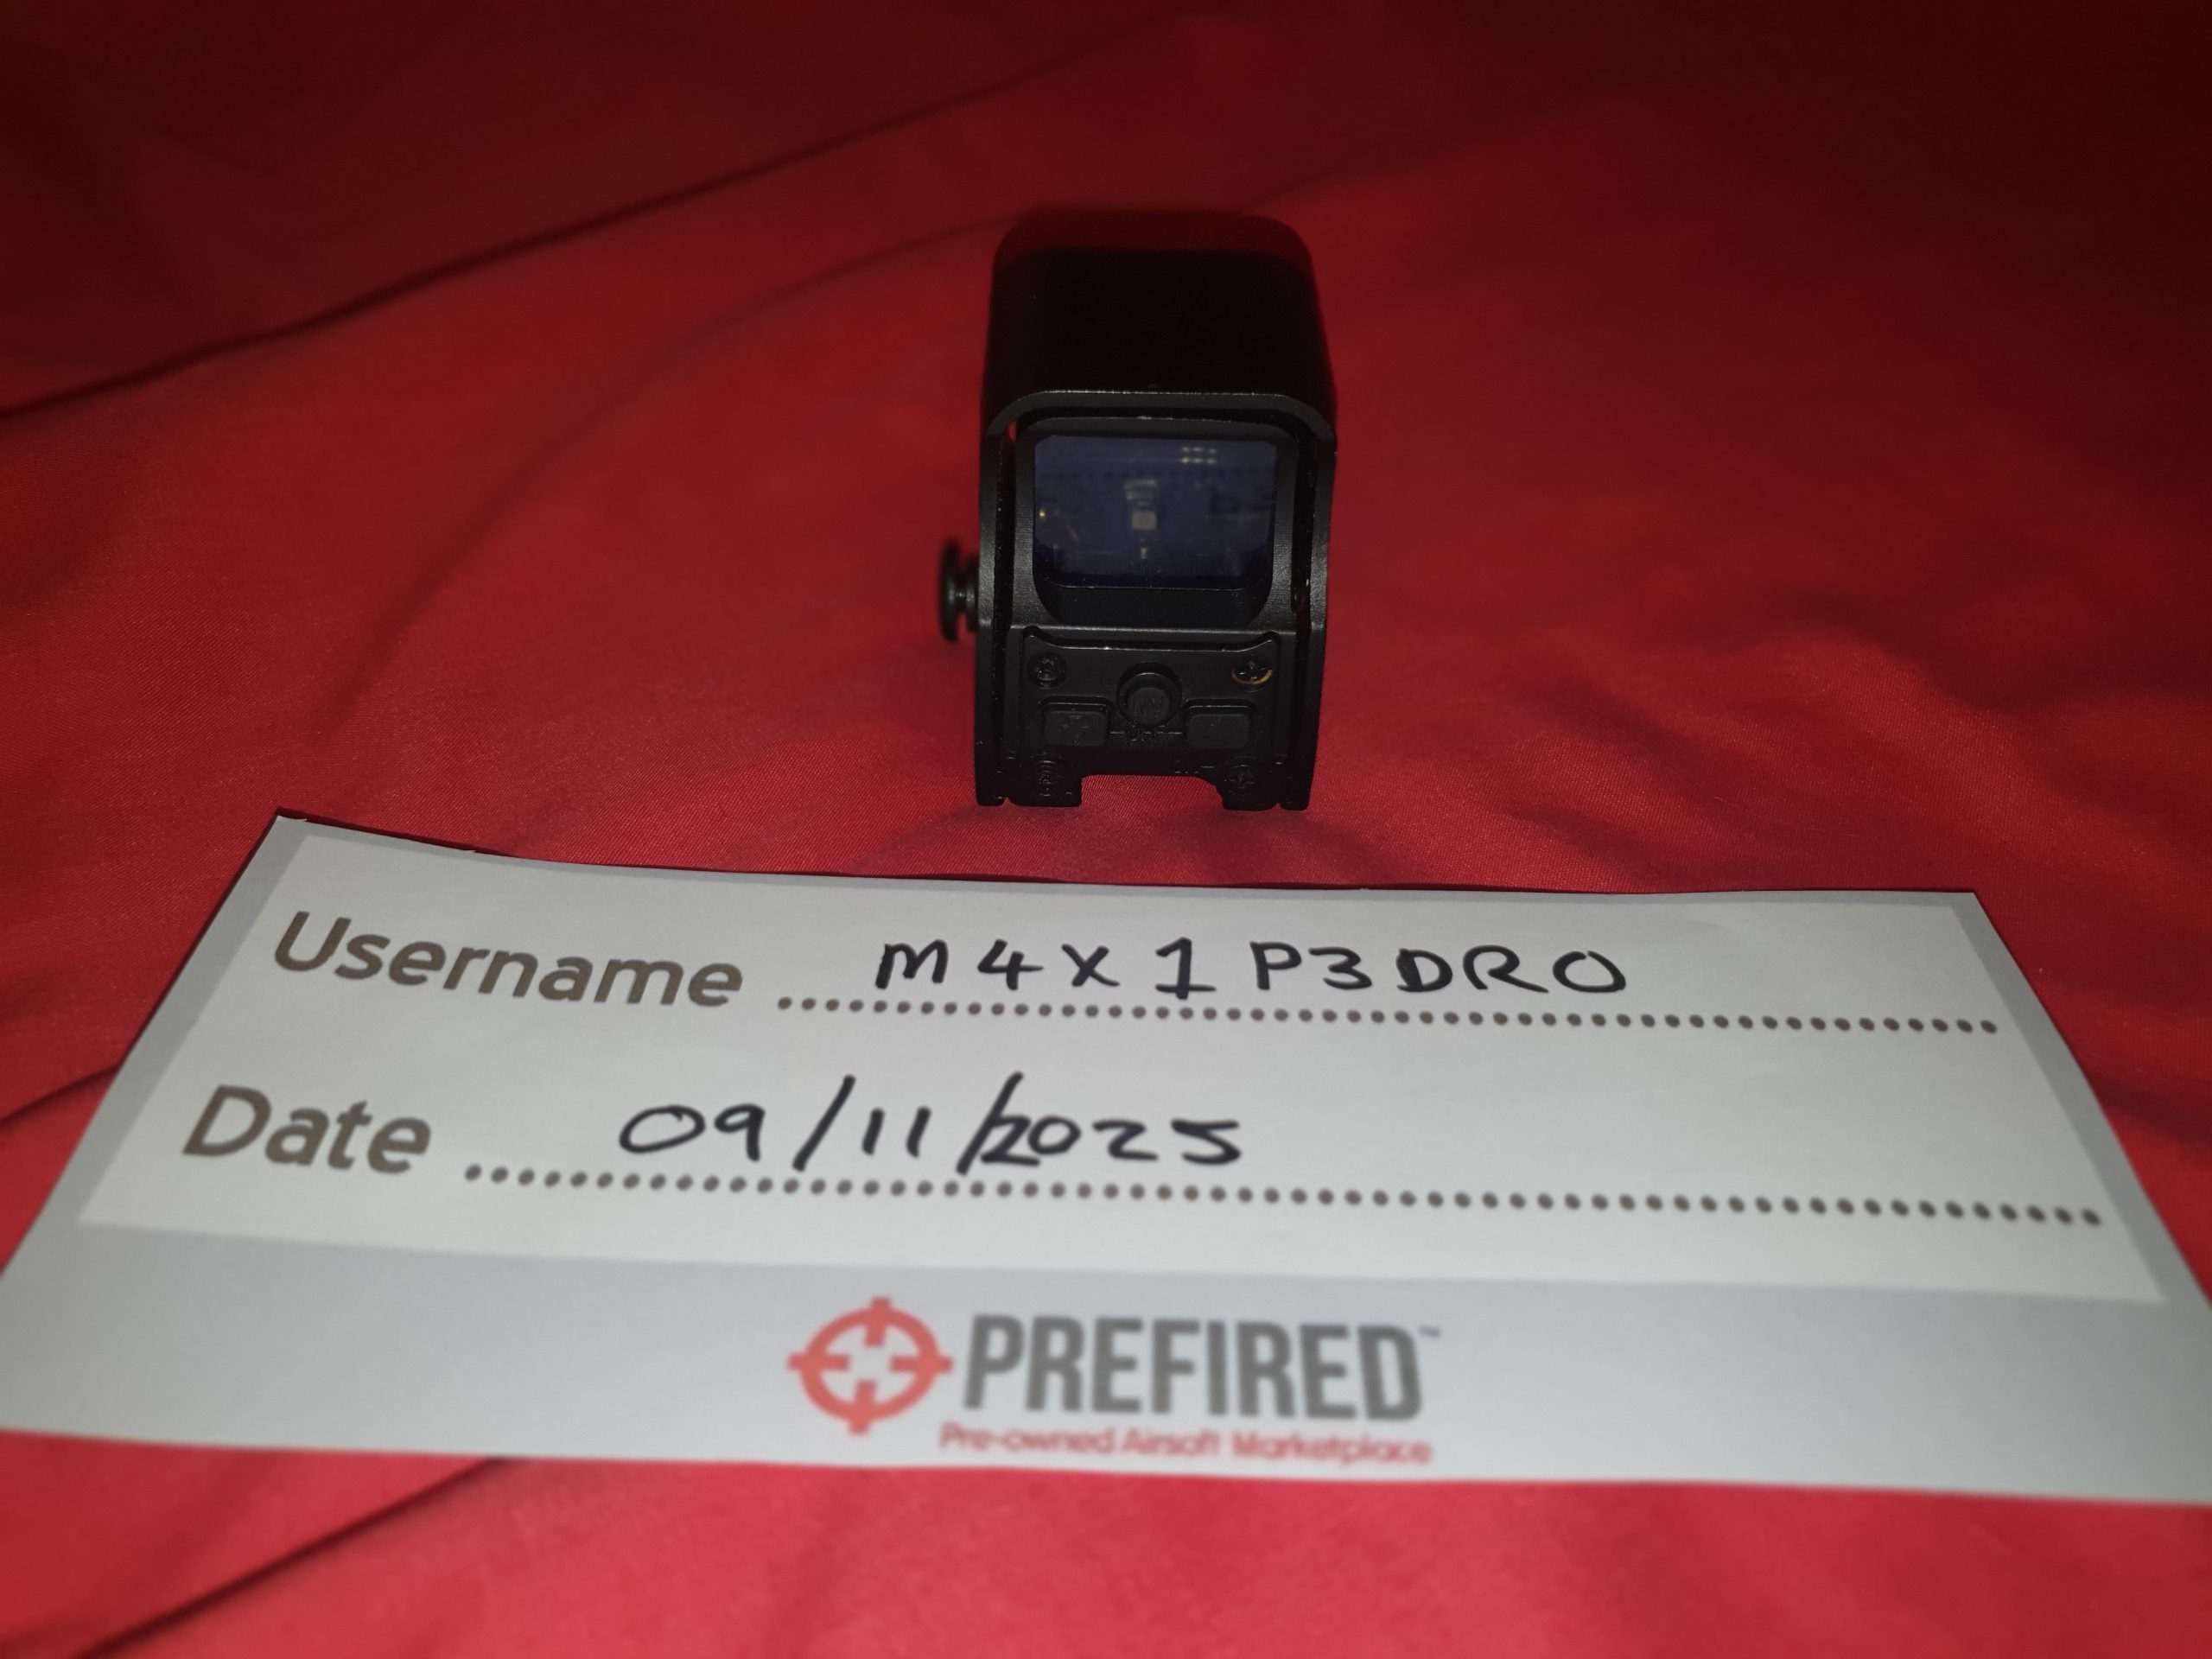 Username M4X1P3DRO
Date 09/11/2025
PREFIRED™
Pre-owned Airsoft Marketplace